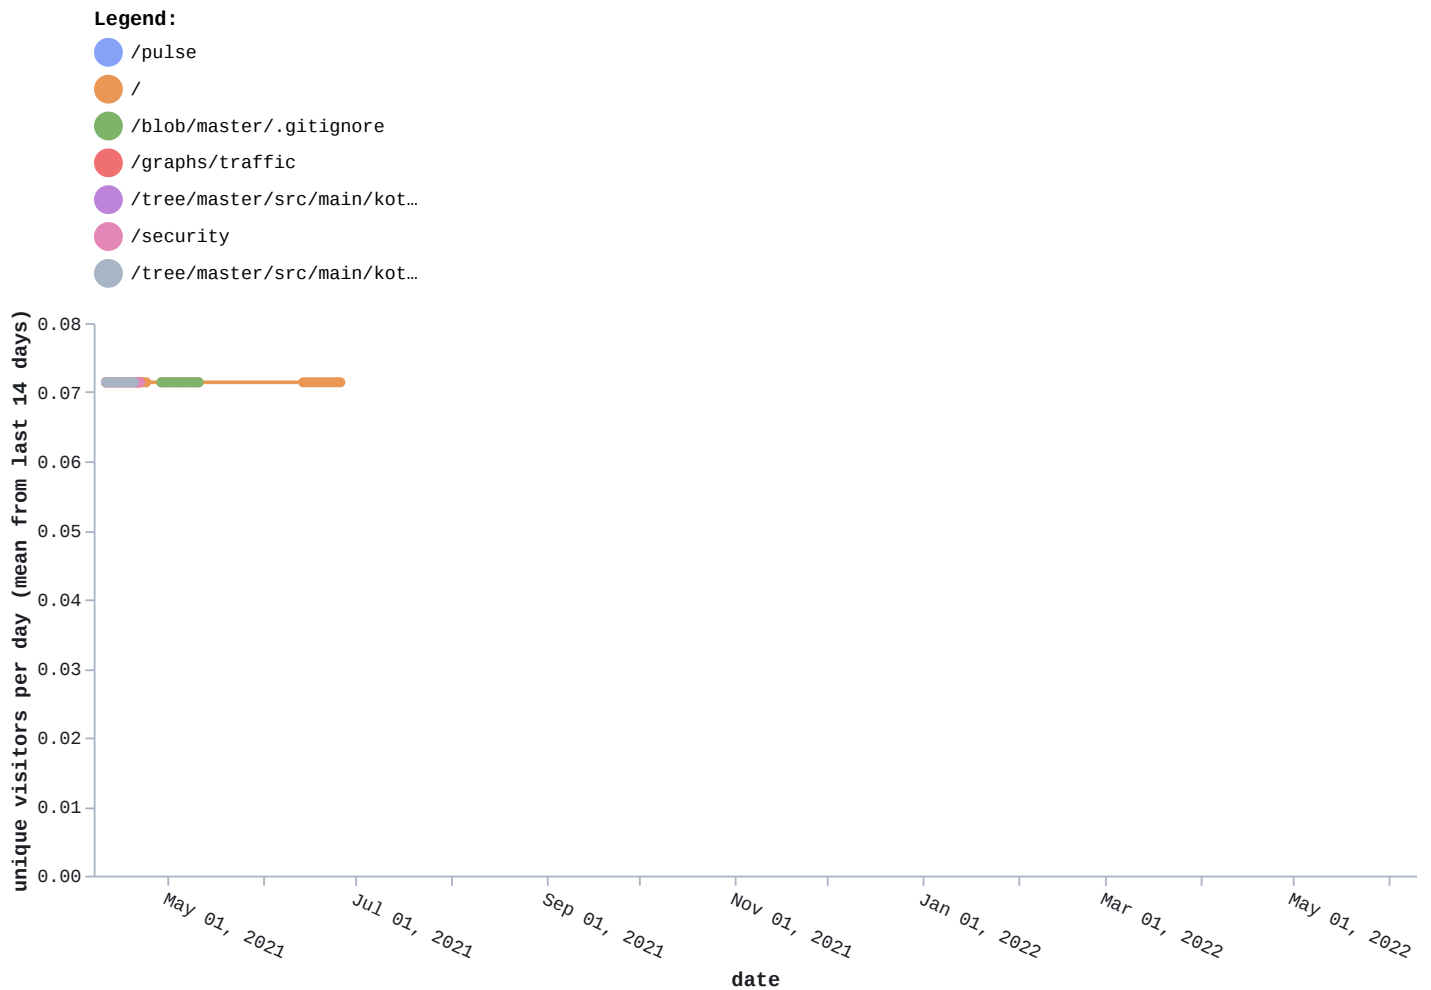 Legend:
/pulse
/
/blob/master/.gitignore
/graphs/traffic
/tree/master/src/main/kot…
/security
/tree/master/src/main/kot…
unique visitors per day (mean from last 14 days)
0.08
0.07
0.06
0.05
0.04
0.03
0.02
0.01
0.00
May 01, 2021
Jul 01, 2021
Sep 01, 2021
Nov 01, 2021
Jan 01, 2022
Mar 01, 2022
May 01, 2022
date